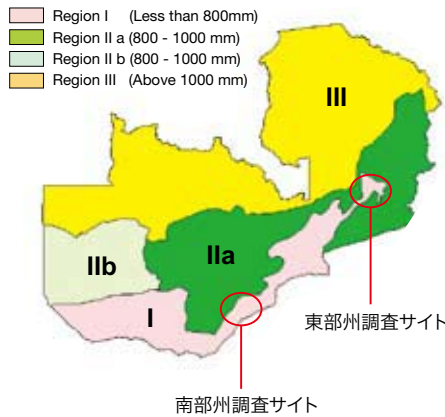 Region I (Less than 800mm)
Region II a (800 - 1000 mm)
Region II b (800 - 1000 mm)
Region III (Above 1000 mm)
III
IIb
IIa
I
東部州調査サイト
南部州調査サイト